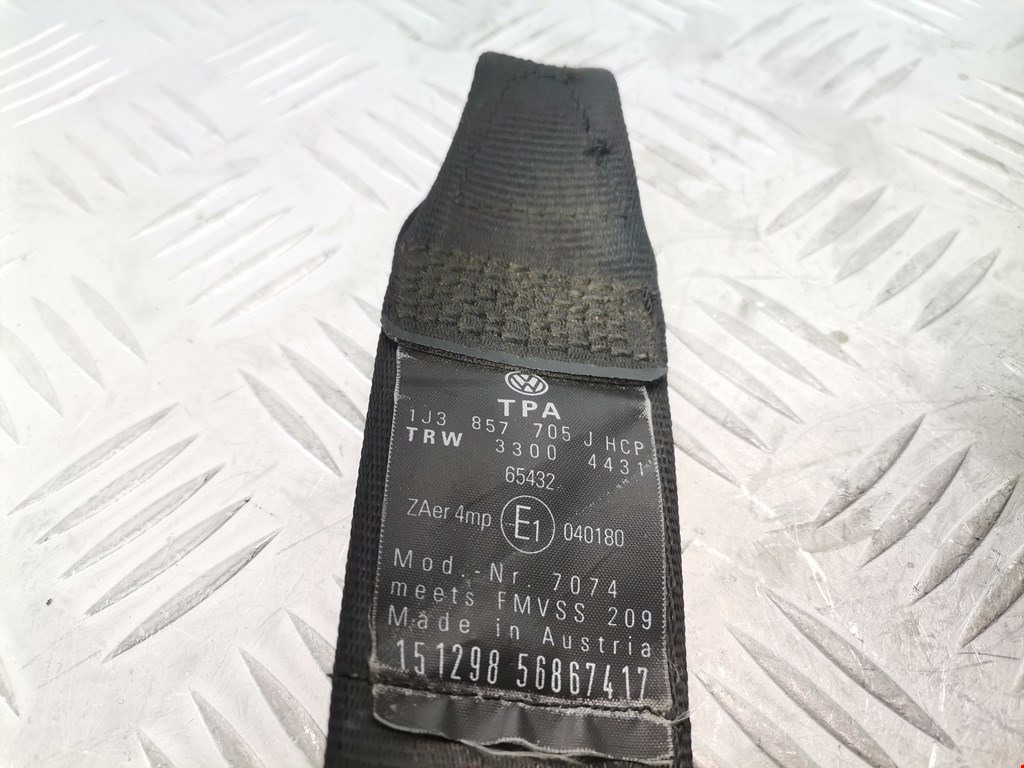 TPA
1J3 857 705 J HCP
TRW 3300 4431
65432
ZAer 4mp E1 040180
Mod.-Nr. 7074
meets FMVSS 209
Made in Austria
151298 56867417